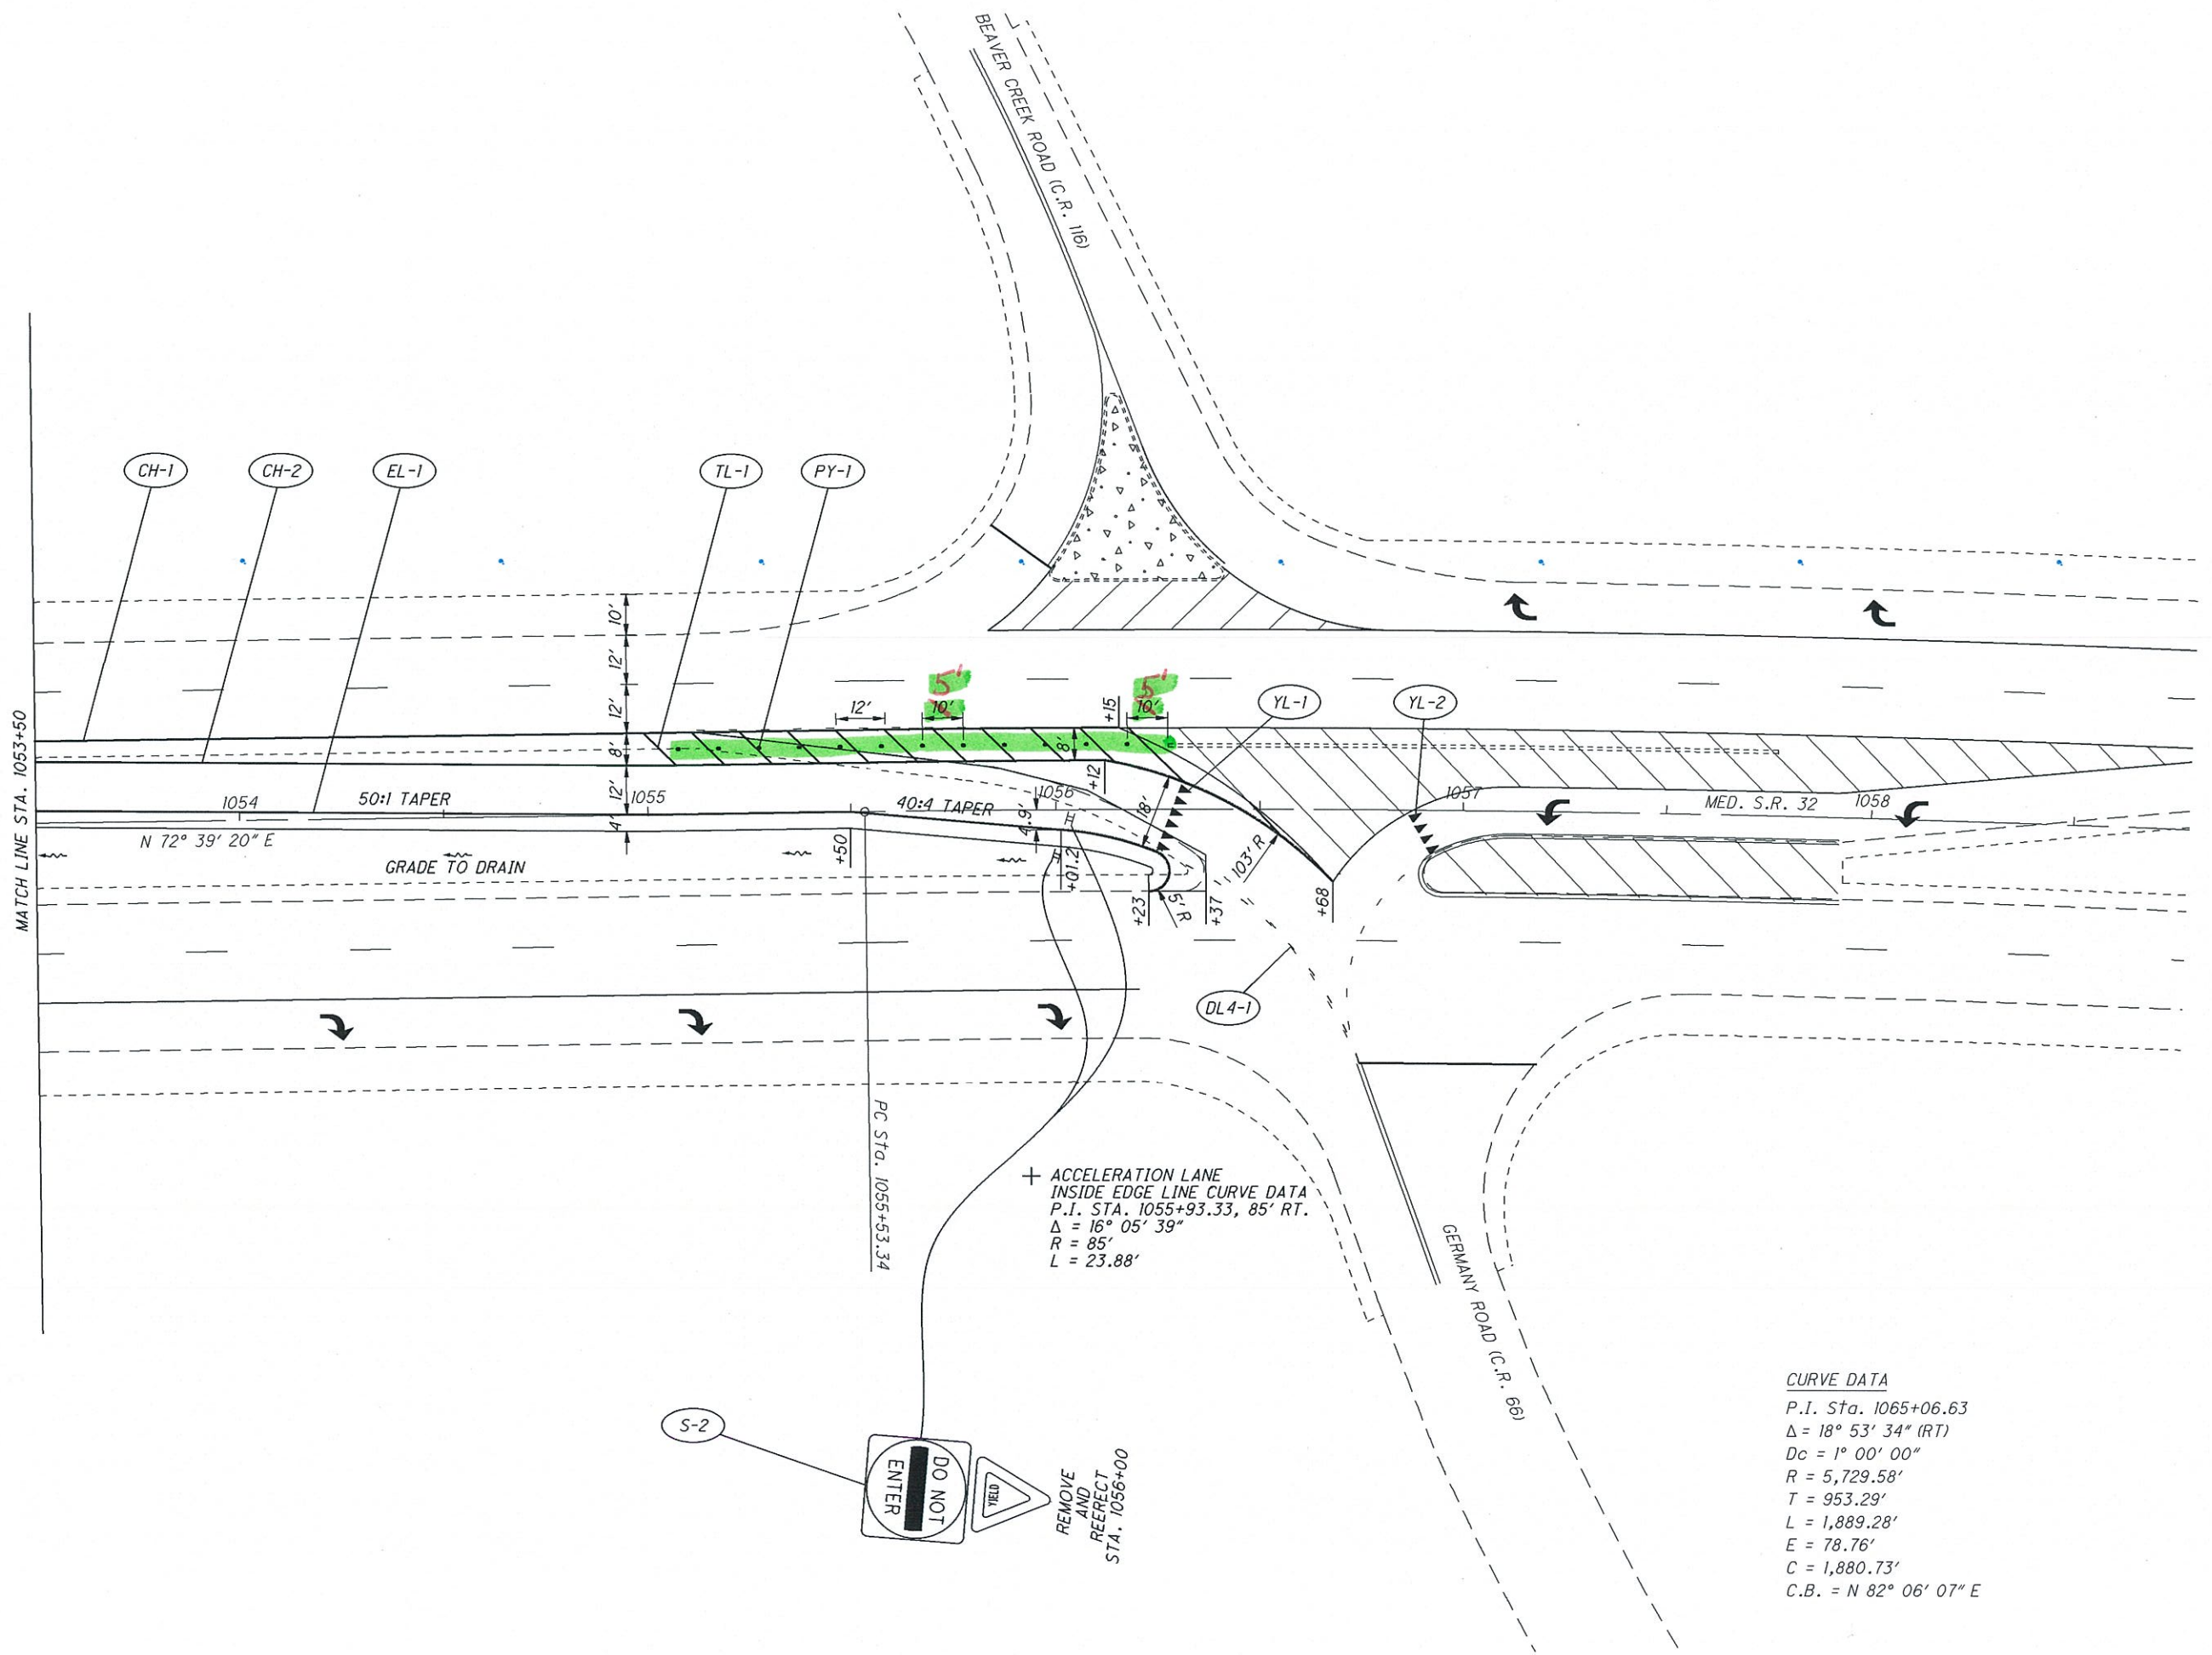 BEAVER CREEK ROAD (C.R. 116)
CH-1
CH-2
EL-1
TL-1
PY-1
10'
12'
12'
8'
12'
4'
5'
5'
12'
10'
10'
+15
YL-1
YL-2
8'
+12
MATCH LINE STA. 1053+50
1054
50:1 TAPER
1055
40:4 TAPER
1056
1057
MED. S.R. 32
1058
N 72° 39' 20" E
GRADE TO DRAIN
+50
4.9'
+01.2
18'
103' R
+23
5' R
+37
+68
DL4-1
PC Sta. 1055+53.34
+ ACCELERATION LANE
INSIDE EDGE LINE CURVE DATA
P.I. STA. 1055+93.33, 85' RT.
Δ = 16° 05' 39"
R = 85'
L = 23.88'
GERMANY ROAD (C.R. 66)
S-2
DO NOT
ENTER
YIELD
REMOVE
AND
REERECT
STA. 1056+00
CURVE DATA
P.I. Sta. 1065+06.63
Δ = 18° 53' 34" (RT)
Dc = 1° 00' 00"
R = 5,729.58'
T = 953.29'
L = 1,889.28'
E = 78.76'
C = 1,880.73'
C.B. = N 82° 06' 07" E